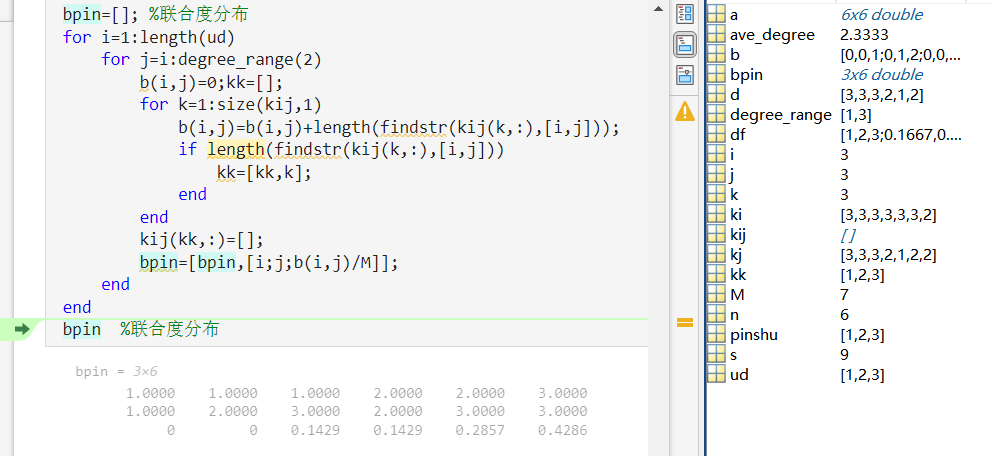 bpin=[]; %联合度分布
for i=1:length(ud)
for j=i:degree_range(2)
b(i,j)=0;kk=[];
for k=1:size(kij,1)
b(i,j)=b(i,j)+length(findstr(kij(k,:),[i,j]));
if length(findstr(kij(k,:),[i,j]))
kk=[kk,k];
end
end
kij(kk,:)=[];
bpin=[bpin,[i;j;b(i,j)/M]];
end
end
bpin %联合度分布
bpin = 3×6
1.0000 1.0000 1.0000 2.0000 2.0000 3.0000
1.0000 2.0000 3.0000 2.0000 3.0000 3.0000
0 0 0.1429 0.1429 0.2857 0.4286
a 6x6 double
ave_degree 2.3333
b [0,0,1;0,1,2;0,0,...
bpin 3x6 double
d [3,3,3,2,1,2]
degree_range [1,3]
df [1,2,3;0.1667,0....
i 3
j 3
k 3
ki [3,3,3,3,3,3,2]
kij []
kj [3,3,3,2,1,2,2]
kk [1,2,3]
M 7
n 6
pinshu [1,2,3]
s 9
ud [1,2,3]